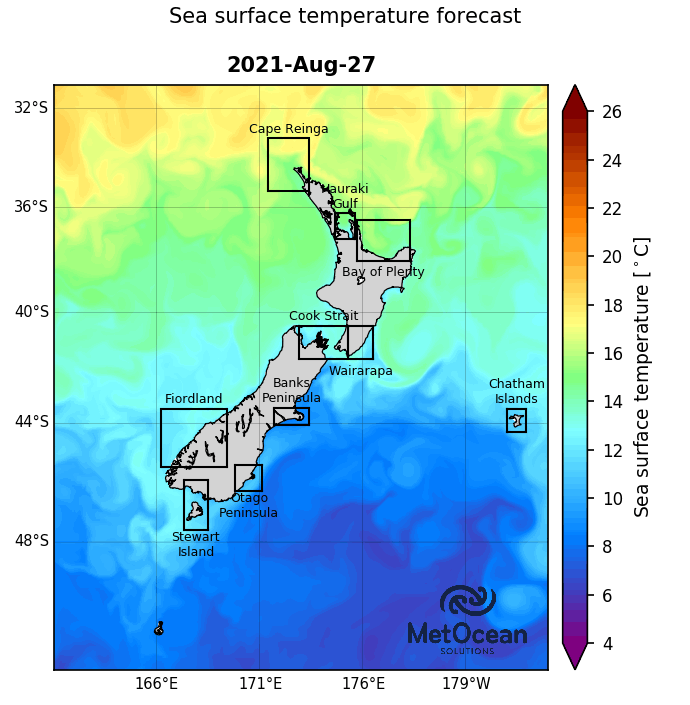 Sea surface temperature forecast
2021-Aug-27
32°S
36°S
40°S
44°S
48°S
166°E
171°E
176°E
179°W
Cape Reinga
Hauraki
Gulf
Bay of Plenty
Cook Strait
Wairarapa
Banks
Peninsula
Fiordland
Chatham
Islands
Otago
Peninsula
Stewart
Island
MetOcean
SOLUTIONS
26
24
22
20
18
16
14
12
10
8
6
4
Sea surface temperature [°C]